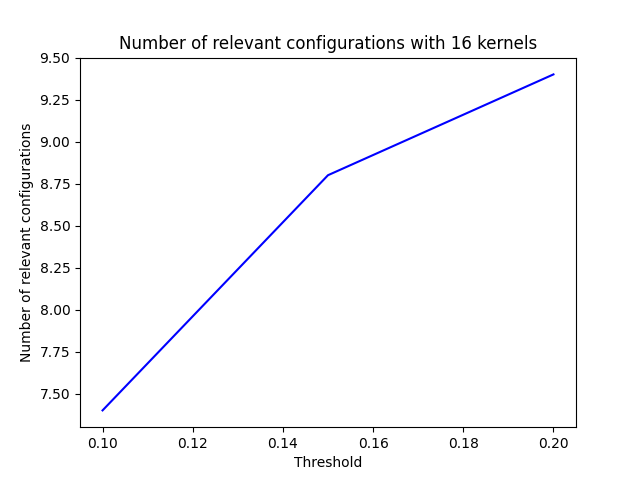 Number of relevant configurations with 16 kernels
Number of relevant configurations
9.50
9.25
9.00
8.75
8.50
8.25
8.00
7.75
7.50
0.10 0.12 0.14 0.16 0.18 0.20
Threshold